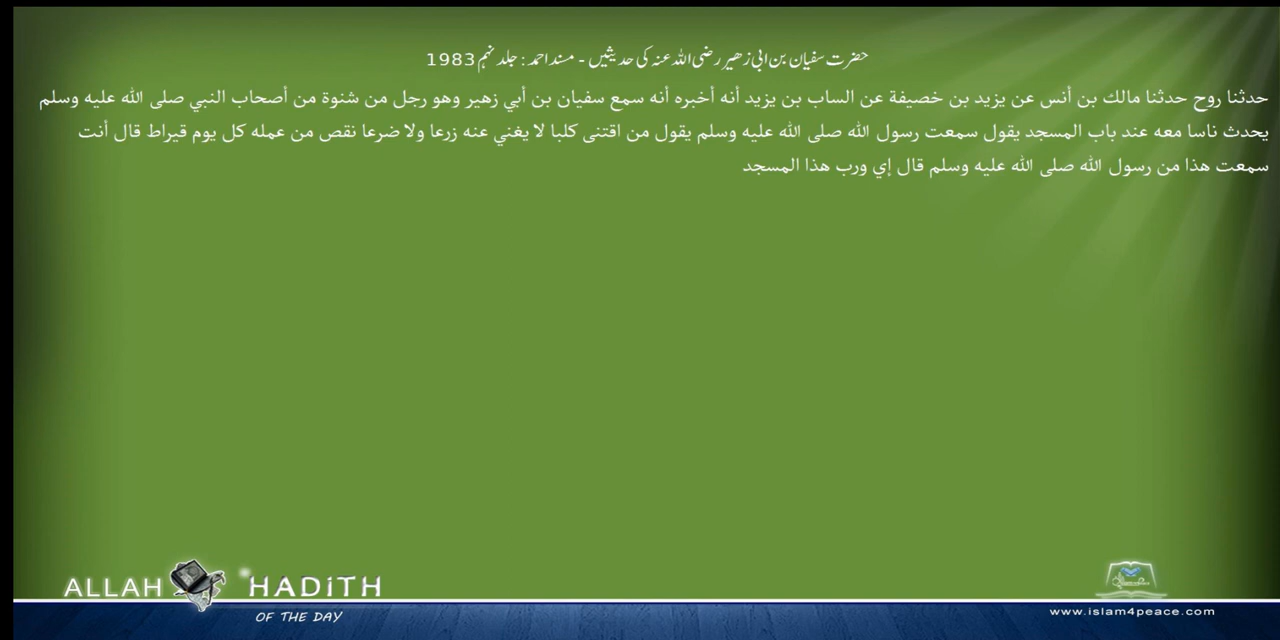 حضرت سفیان بن ابی زھیر رضی اللہ عنہ کی حدیثیں - مسند احمد : جلد نہم 1983
حدثنا روح حدثنا مالك بن أنس عن يزيد بن خصيفة عن الساب بن يزيد أنه أخبره أنه سمع سفيان بن أبي زهير وهو رجل من شنوة من أصحاب النبي صلى الله عليه وسلم
يحدث ناسا معه عند باب المسجد يقول سمعت رسول الله صلى الله عليه وسلم يقول من اقتنى كلبا لا يغني عنه زرعا ولا ضرعا نقص من عمله كل يوم قيراط قال أنت
سمعت هذا من رسول الله صلى الله عليه وسلم قال إي ورب هذا المسجد
ALLAH HADITH
OF THE DAY
www.islam4peace.com